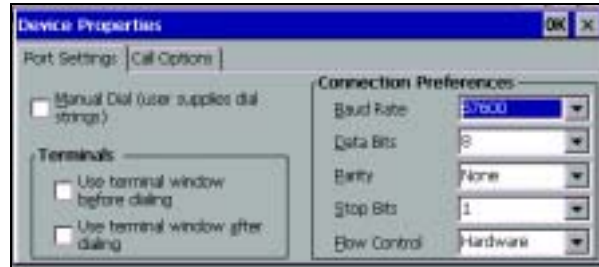 Device Properties OK ×
Port Settings Call Options
Manual Dial (user supplies dial
strings)
Terminals
Use terminal window
before dialing
Use terminal window after
dialing
Connection Preferences
Baud Rate 57600
Data Bits 8
Parity None
Stop Bits 1
Flow Control Hardware